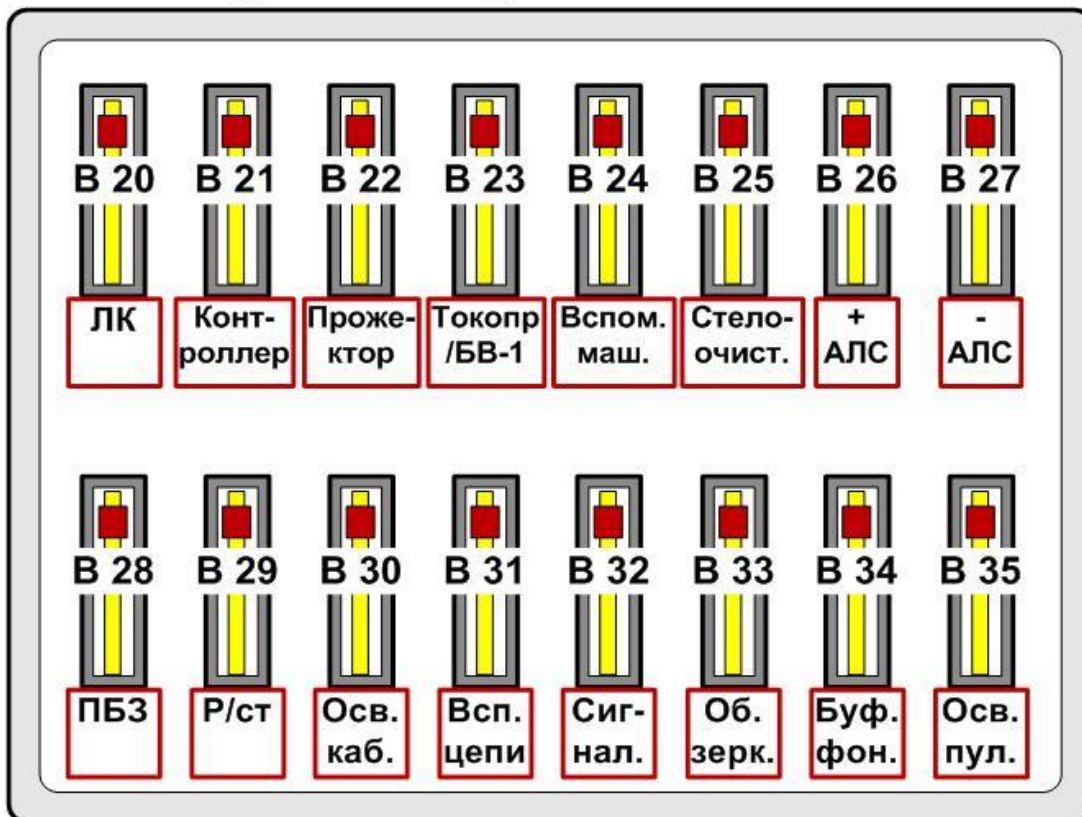 В 20 В 21 В 22 В 23 В 24 В 25 В 26 В 27
ЛК Конт- Проже- Токопр Вспом. Стело- + -
роллер ктор /БВ-1 маш. очист. АЛС АЛС
В 28 В 29 В 30 В 31 В 32 В 33 В 34 В 35
ПБЗ Р/ст Осв. Всп. Сиг- Об. Буф. Осв.
каб. цепи нал. зерк. фон. пул.